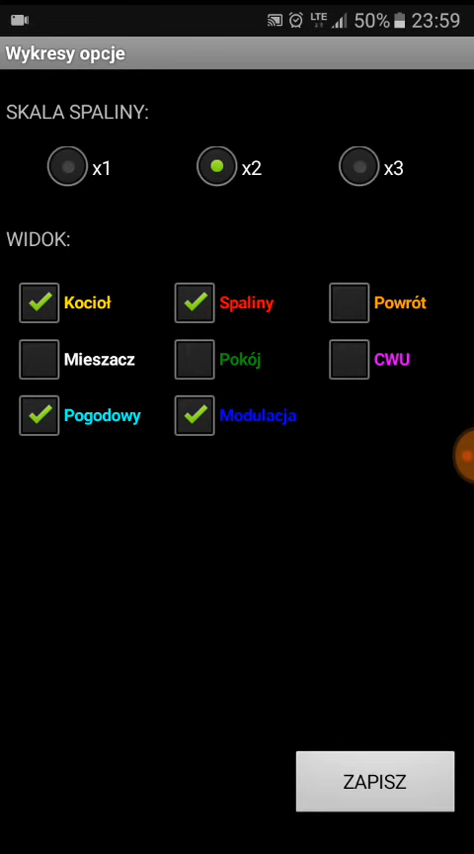 LTE 50% 23:59
Wykresy opcje
SKALA SPALINY:
x1 x2 x3
WIDOK:
Kocioł Spaliny Powrót
Mieszacz Pokój CWU
Pogodowy Modulacja
ZAPISZ